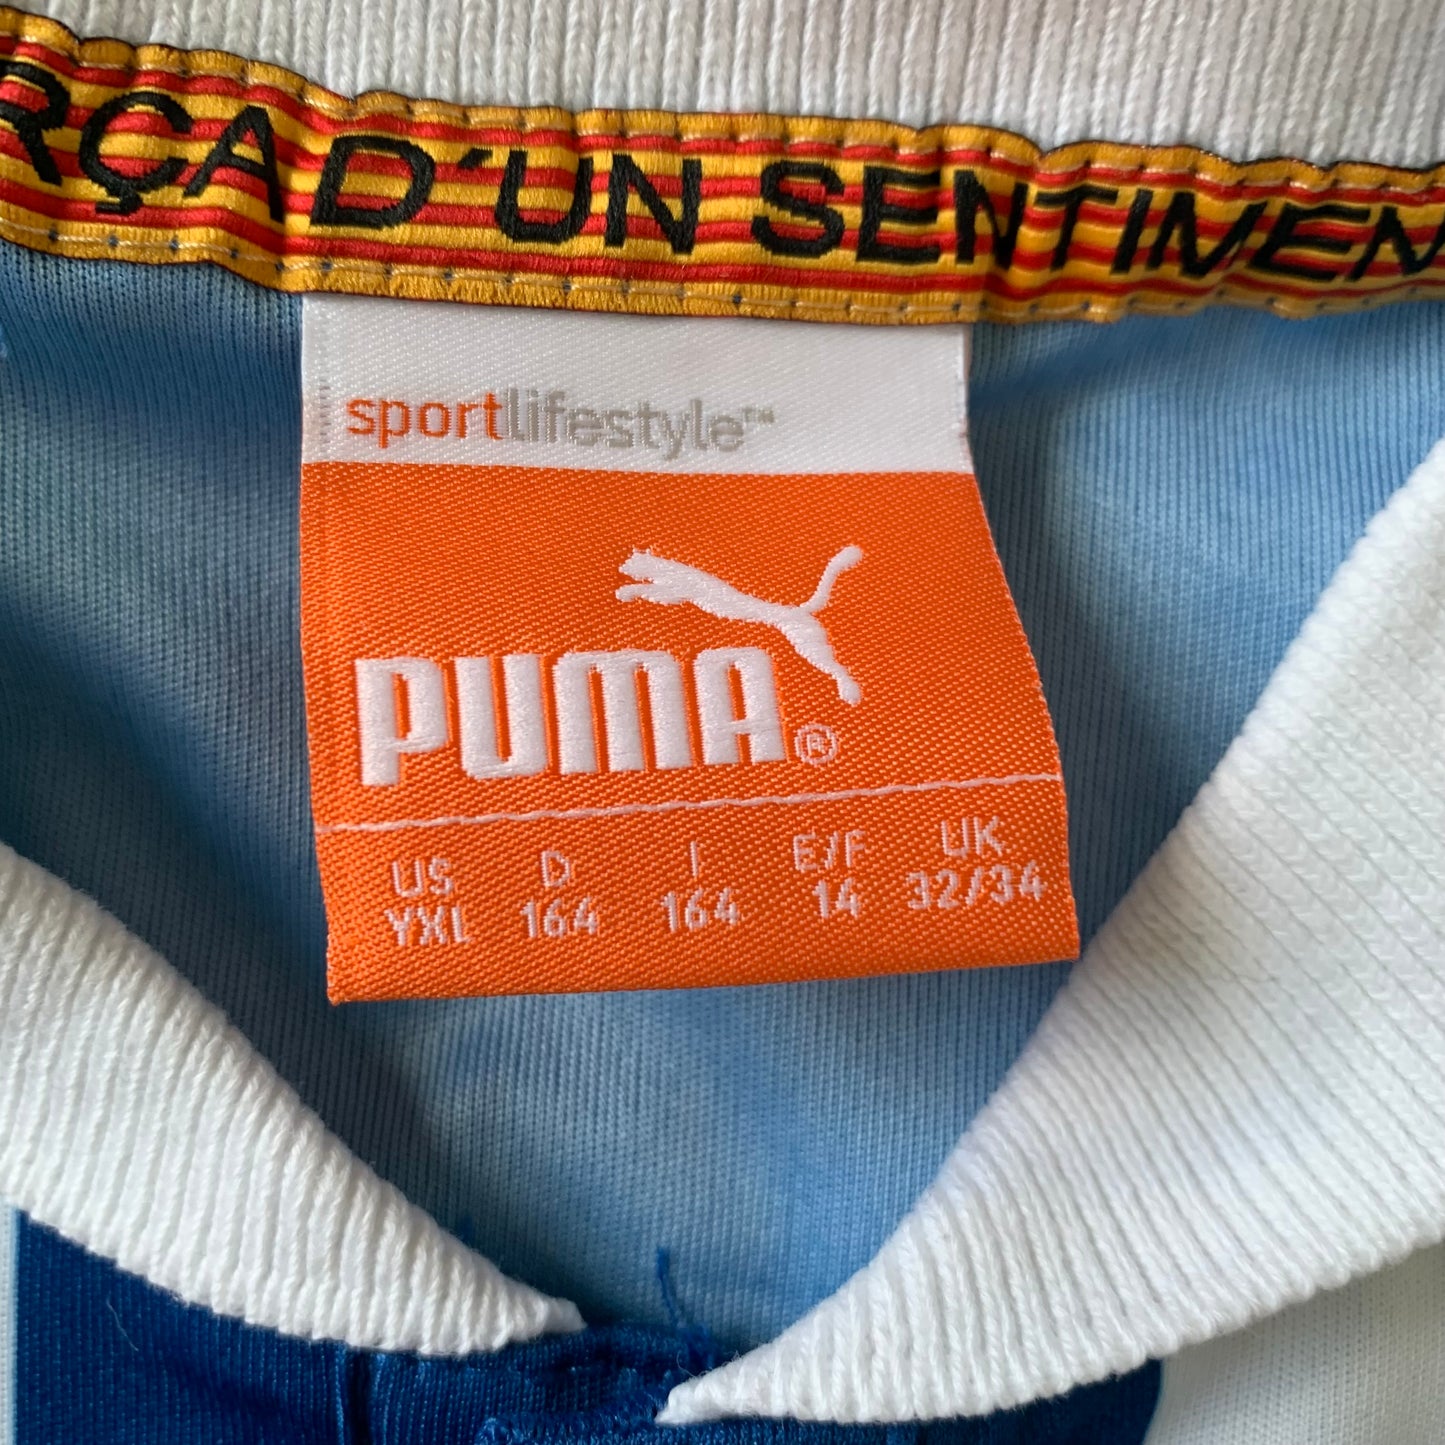 RÇA D´UN SENTIMEN
sportlifestyle™
PUMA®
US D I E/F UK
YXL 164 164 14 32/34